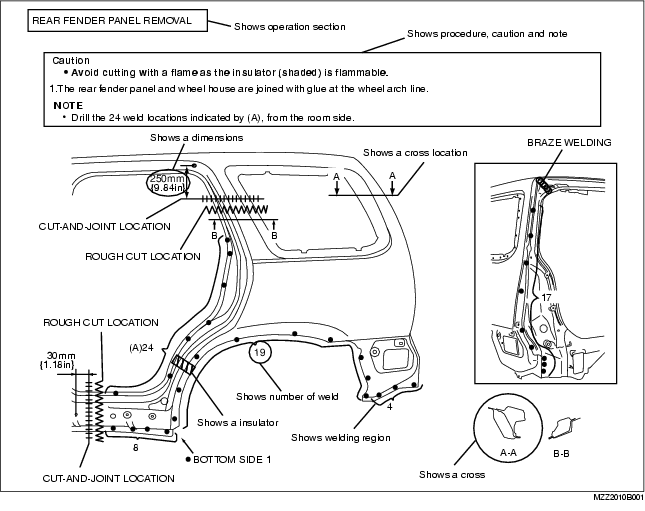 REAR FENDER PANEL REMOVAL
Shows operation section
Shows procedure, caution and note
Caution
• Avoid cutting with a flame as the insulator (shaded) is flammable.
1.The rear fender panel and wheel house are joined with glue at the wheel arch line.
NOTE
• Drill the 24 weld locations indicated by (A), from the room side.
Shows a dimensions
BRAZE WELDING
Shows a cross location
250mm
{9.84in}
A
A
CUT-AND-JOINT LOCATION
B
B
ROUGH CUT LOCATION
17
ROUGH CUT LOCATION
(A)24
19
30mm
{1.18in}
Shows number of weld
4
Shows a insulator
Shows welding region
8
A-A
B-B
BOTTOM SIDE 1
CUT-AND-JOINT LOCATION
Shows a cross
MZZ2010B001